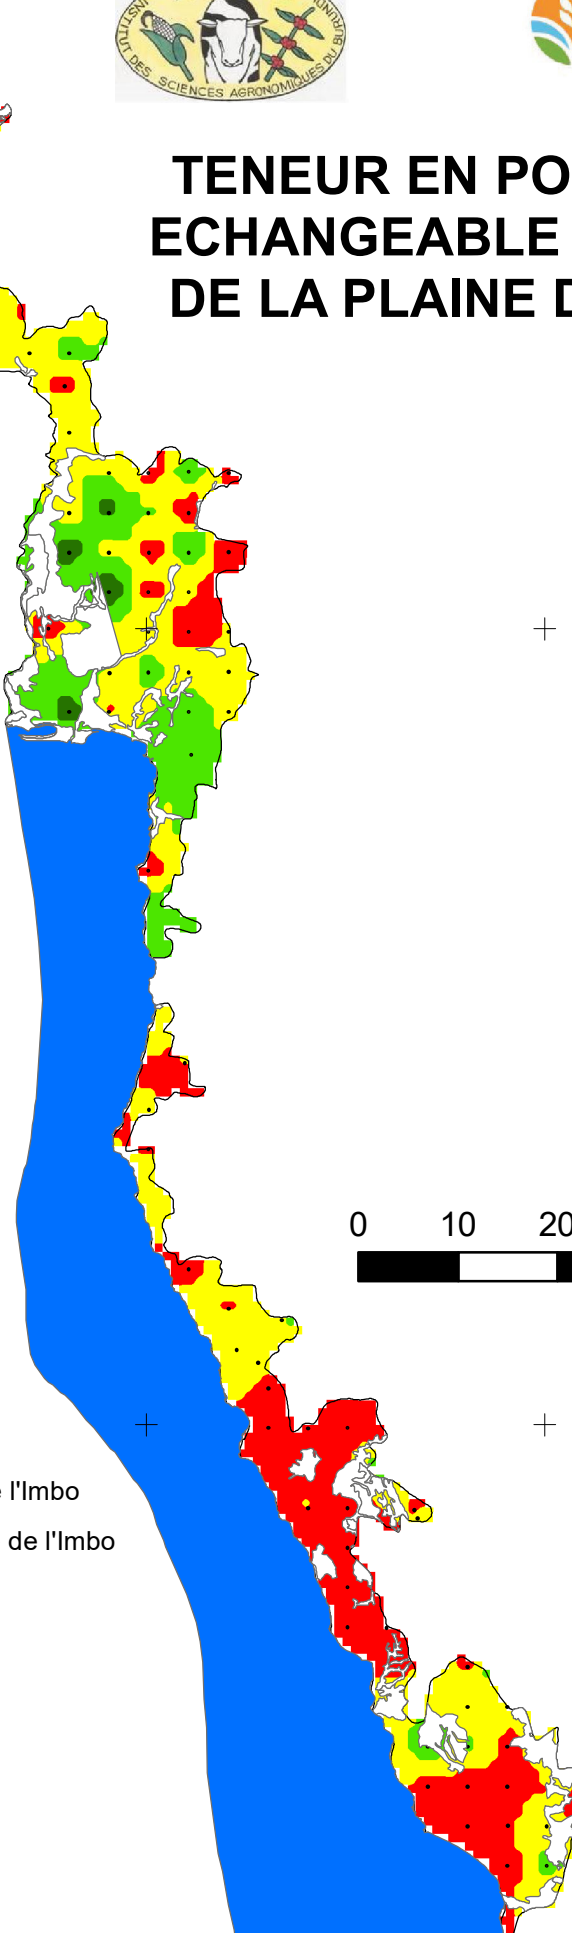 INSTITUT DES SCIENCES AGRONOMIQUES DU BURUNDI
TENEUR EN PO
ECHANGEABLE
DE LA PLAINE D
0 10 20
l'Imbo
de l'Imbo